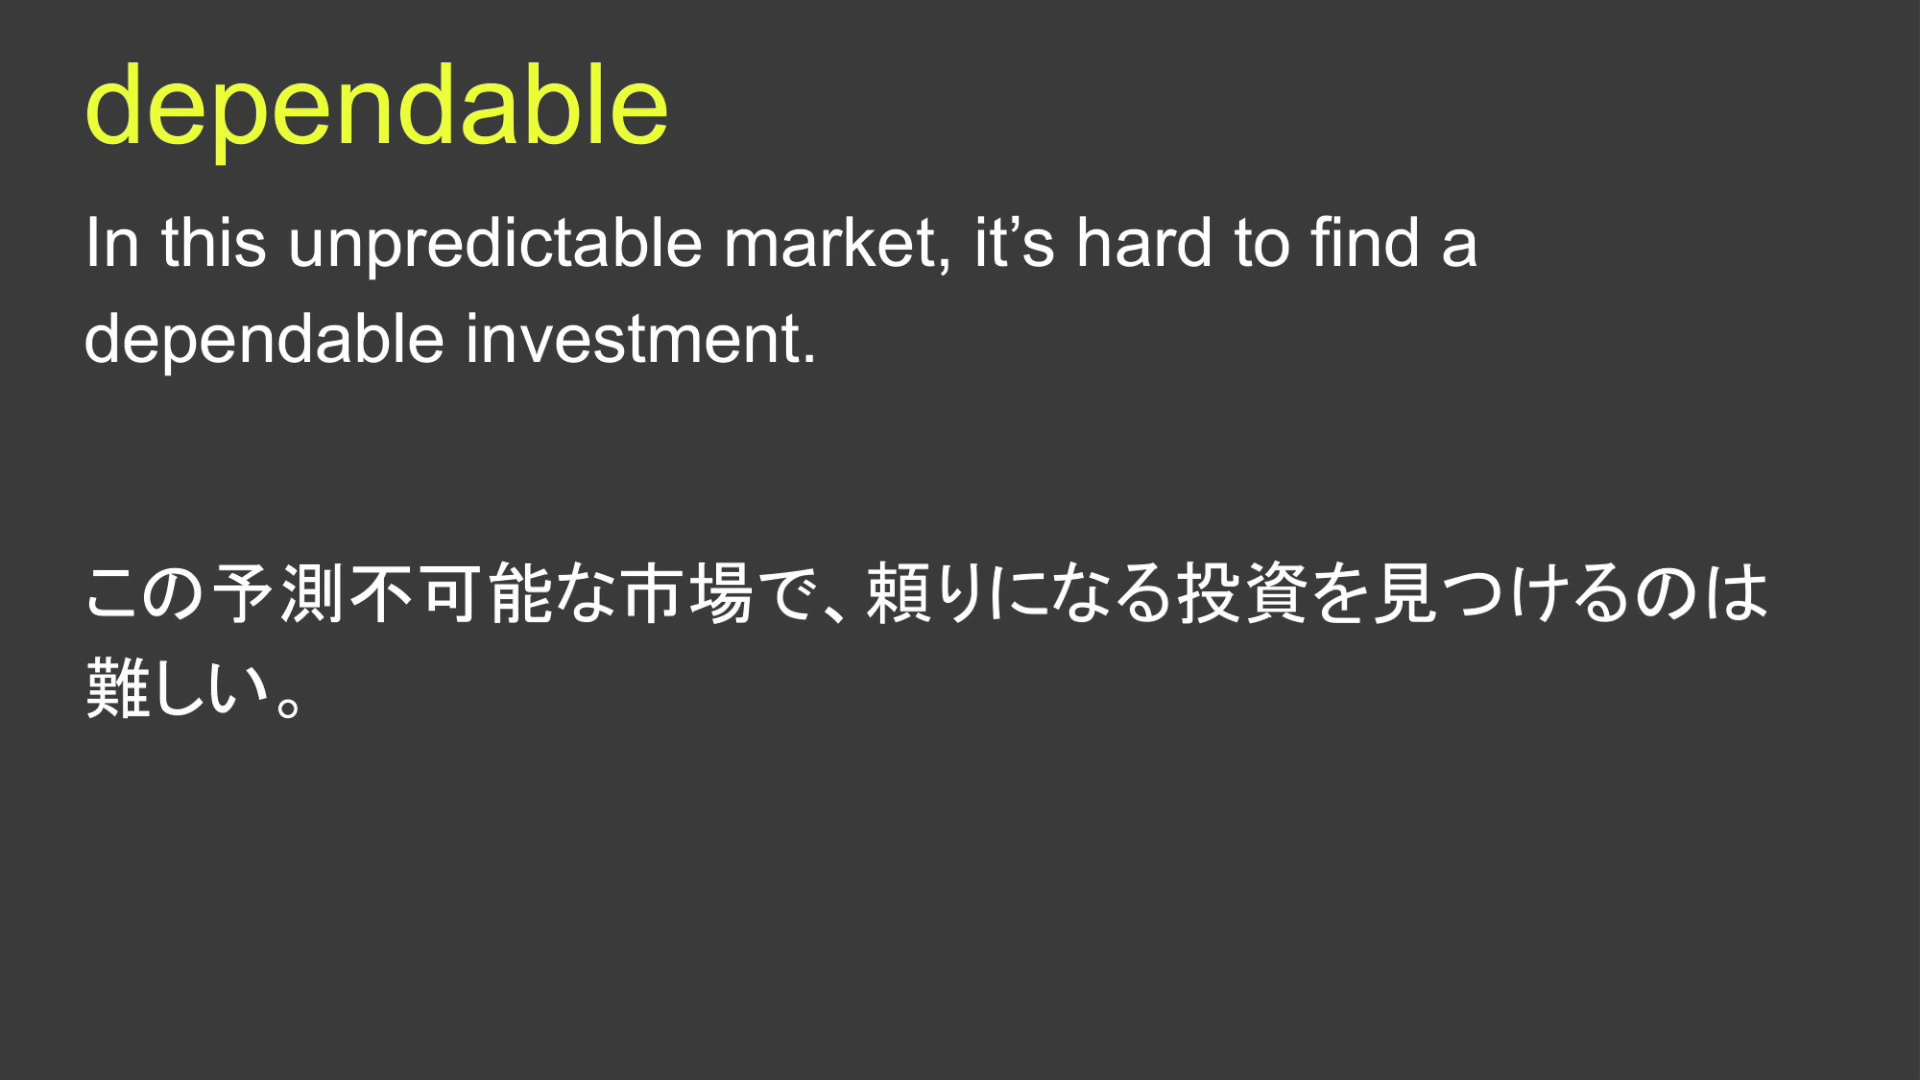 dependable
In this unpredictable market, it’s hard to find a
dependable investment.
この予測不可能な市場で、頼りになる投資を見つけるのは
難しい。